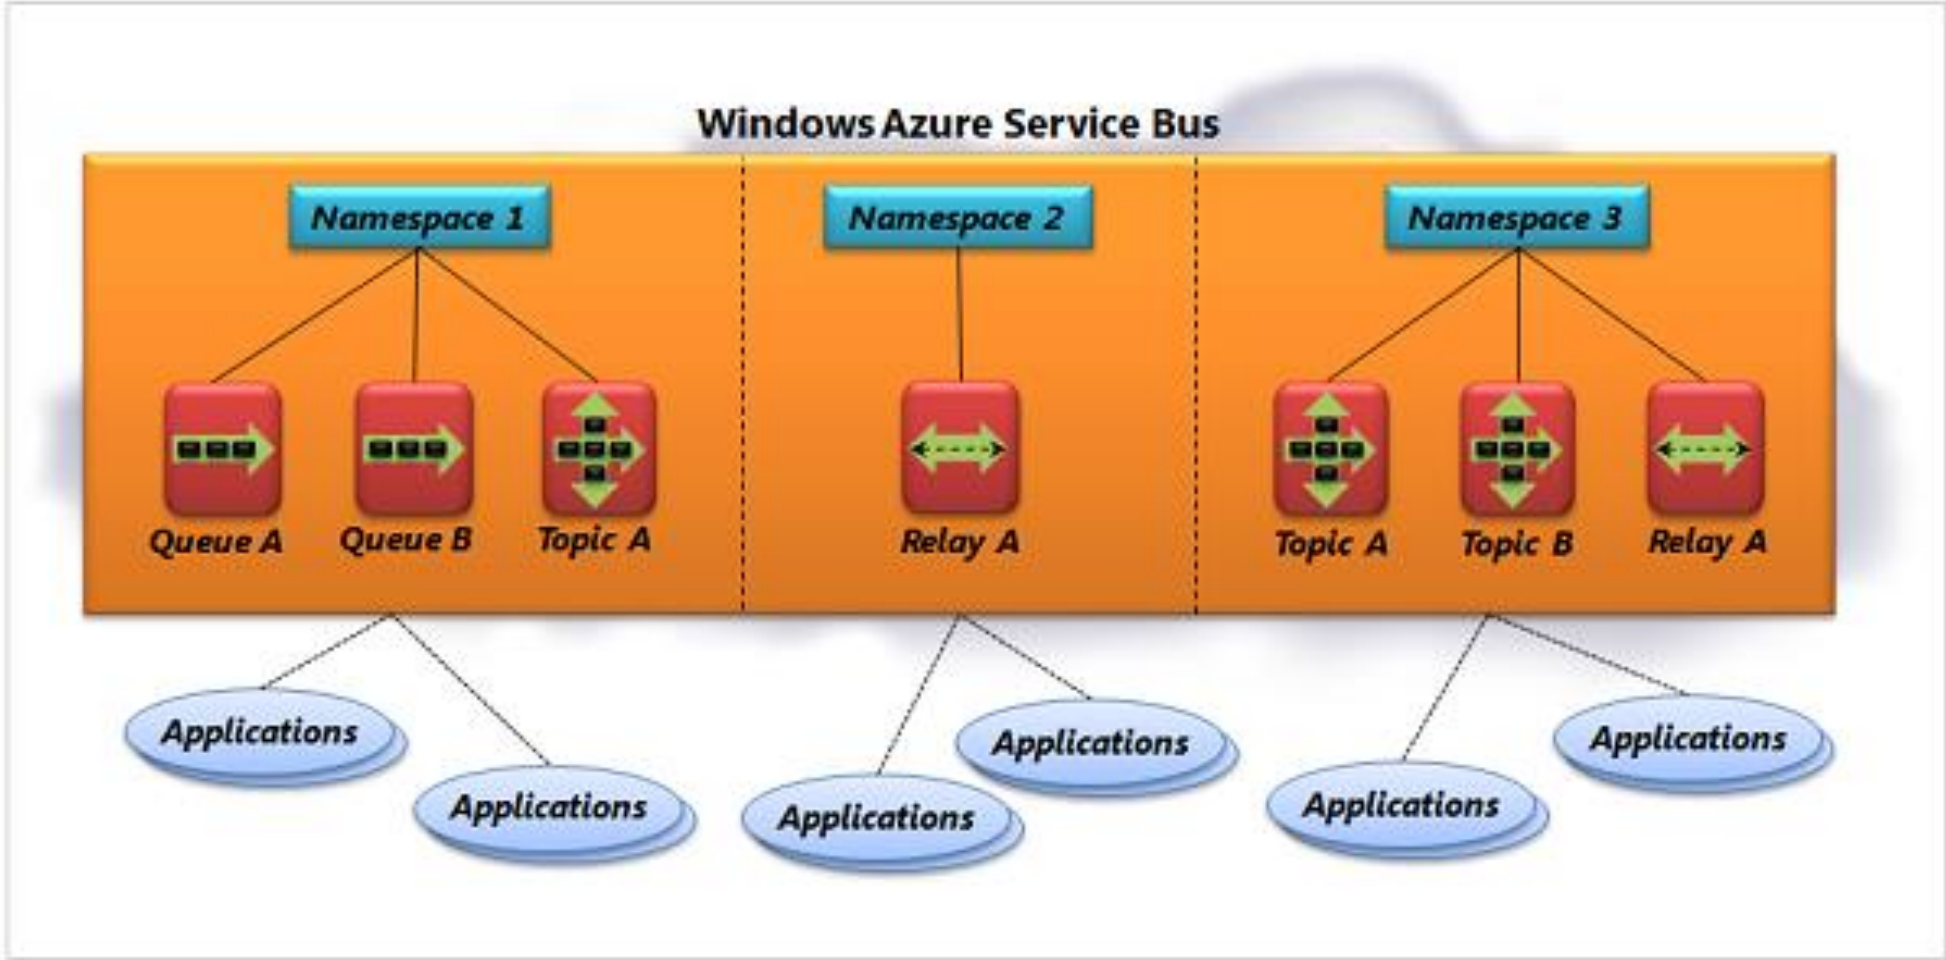 Windows Azure Service Bus
Namespace 1
Namespace 2
Namespace 3
Queue A
Queue B
Topic A
Relay A
Topic A
Topic B
Relay A
Applications
Applications
Applications
Applications
Applications
Applications